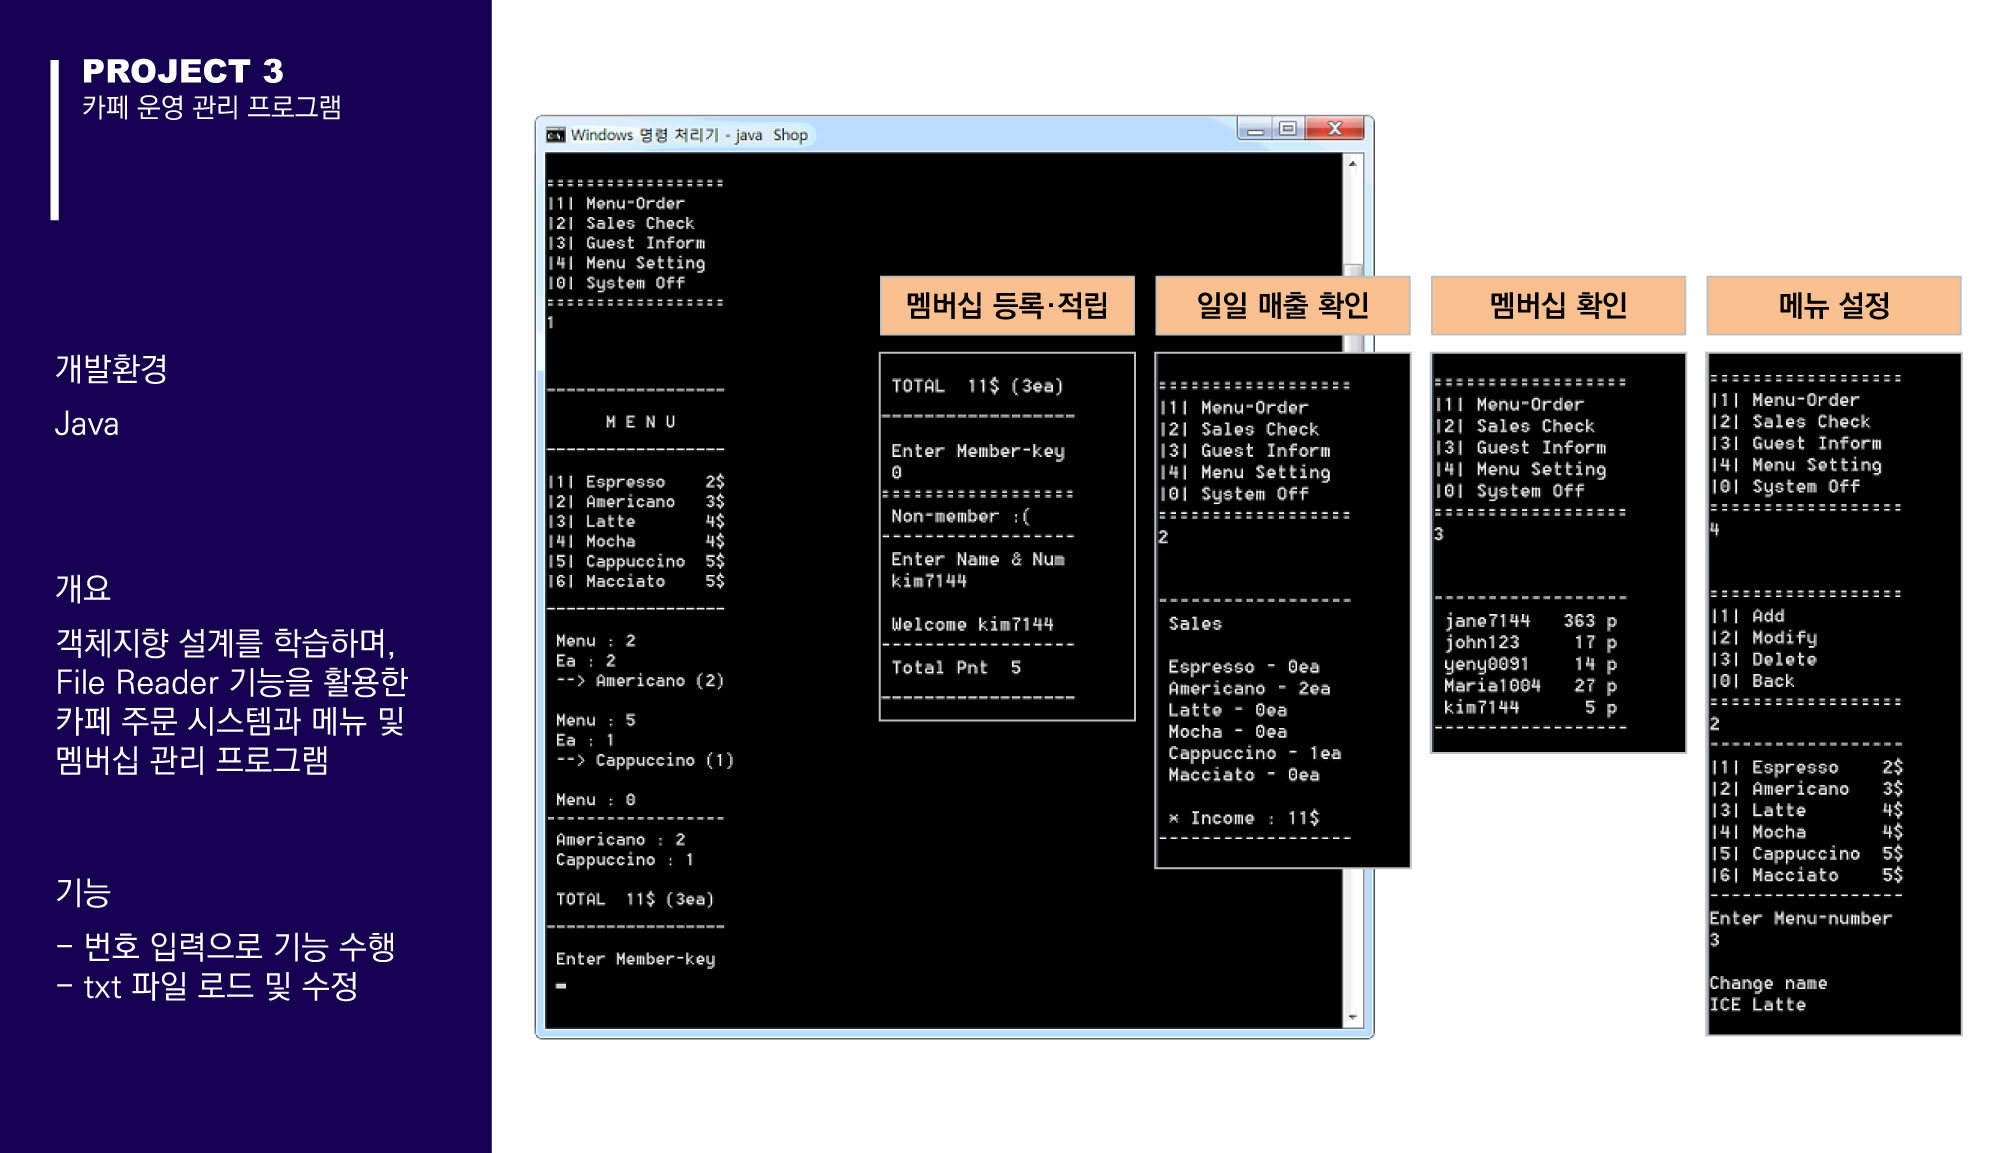 PROJECT 3
카페 운영 관리 프로그램
개발환경
Java
개요
객체지향 설계를 학습하며,
File Reader 기능을 활용한
카페 주문 시스템과 메뉴 및
멤버십 관리 프로그램
기능
- 번호 입력으로 기능 수행
- txt 파일 로드 및 수정
Windows 명령 처리기 - java Shop
==================
|1| Menu-Order
|2| Sales Check
|3| Guest Inform
|4| Menu Setting
|0| System Off
==================
1
------------------
M E N U
------------------
|1| Espresso 2$
|2| Americano 3$
|3| Latte 4$
|4| Mocha 4$
|5| Cappuccino 5$
|6| Macciato 5$
------------------
Menu : 2
Ea : 2
--> Americano (2)
Menu : 5
Ea : 1
--> Cappuccino (1)
Menu : 0
------------------
Americano : 2
Cappuccino : 1
TOTAL 11$ (3ea)
------------------
Enter Member-key
멤버십 등록·적립
TOTAL 11$ (3ea)
------------------
Enter Member-key
0
==================
Non-member :(
------------------
Enter Name & Num
kim7144
Welcome kim7144
------------------
Total Pnt 5
------------------
일일 매출 확인
==================
|1| Menu-Order
|2| Sales Check
|3| Guest Inform
|4| Menu Setting
|0| System Off
==================
2
------------------
Sales
Espresso - 0ea
Americano - 2ea
Latte - 0ea
Mocha - 0ea
Cappuccino - 1ea
Macciato - 0ea
* Income : 11$
------------------
멤버십 확인
==================
|1| Menu-Order
|2| Sales Check
|3| Guest Inform
|4| Menu Setting
|0| System Off
==================
3
------------------
jane7144 363 p
john123 17 p
yeny0091 14 p
Maria1004 27 p
kim7144 5 p
------------------
메뉴 설정
==================
|1| Menu-Order
|2| Sales Check
|3| Guest Inform
|4| Menu Setting
|0| System Off
==================
4
==================
|1| Add
|2| Modify
|3| Delete
|0| Back
==================
2
------------------
|1| Espresso 2$
|2| Americano 3$
|3| Latte 4$
|4| Mocha 4$
|5| Cappuccino 5$
|6| Macciato 5$
------------------
Enter Menu-number
3
Change name
ICE Latte